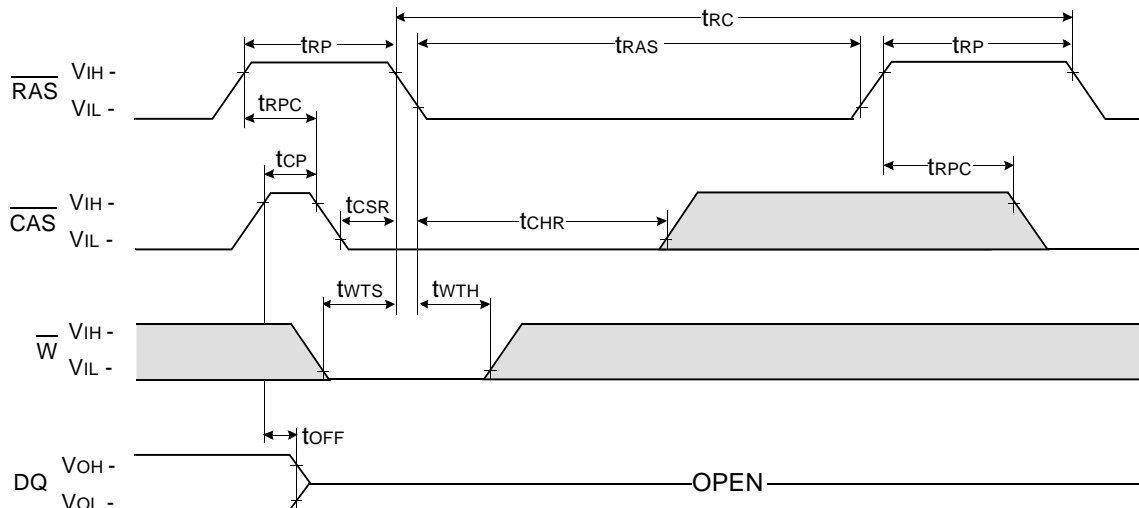 tRC
tRP
tRAS
tRP
RAS
VIH -
VIL -
tRPC
tCP
tRPC
CAS
VIH -
VIL -
tCSR
tCHR
tWTS
tWTH
W
VIH -
VIL -
tOFF
DQ
VOH -
VOL -
OPEN